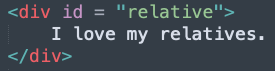 <div id = "relative">
    I love my relatives.
</div>